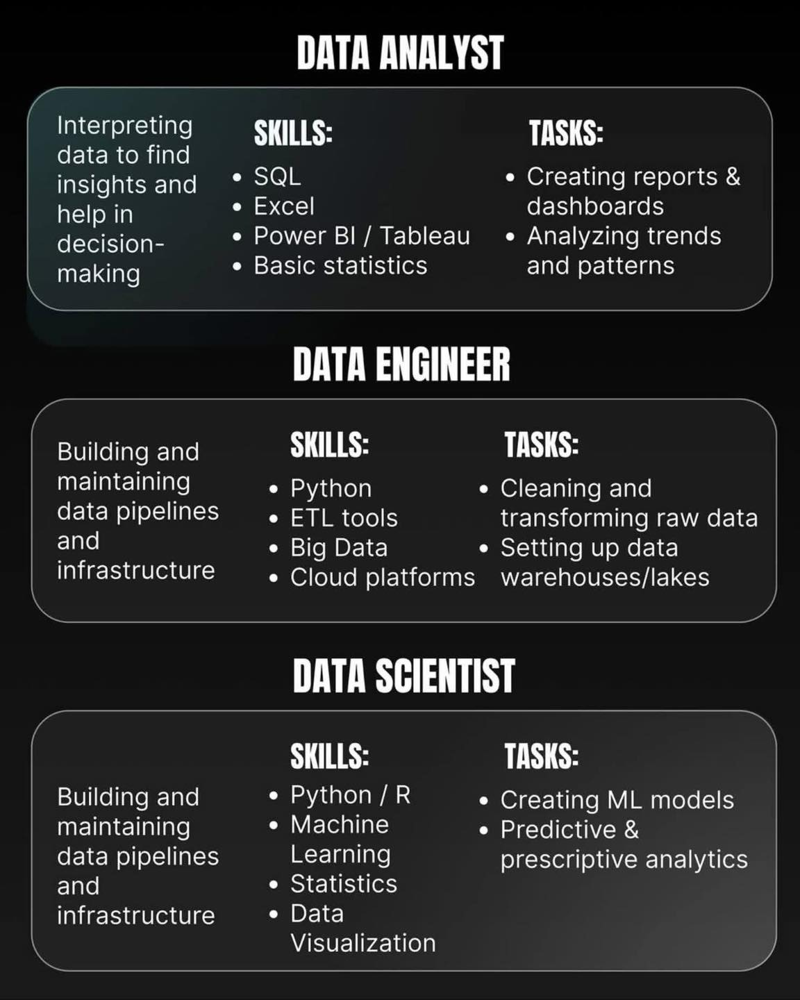 DATA ANALYST
Interpreting
data to find
insights and
help in
decision-
making
SKILLS:
• SQL
• Excel
• Power BI / Tableau
• Basic statistics
TASKS:
• Creating reports &
dashboards
• Analyzing trends
and patterns
DATA ENGINEER
Building and
maintaining
data pipelines
and
infrastructure
SKILLS:
• Python
• ETL tools
• Big Data
• Cloud platforms
TASKS:
• Cleaning and
transforming raw data
• Setting up data
warehouses/lakes
DATA SCIENTIST
Building and
maintaining
data pipelines
and
infrastructure
SKILLS:
• Python / R
• Machine
Learning
• Statistics
• Data
Visualization
TASKS:
• Creating ML models
• Predictive &
prescriptive analytics